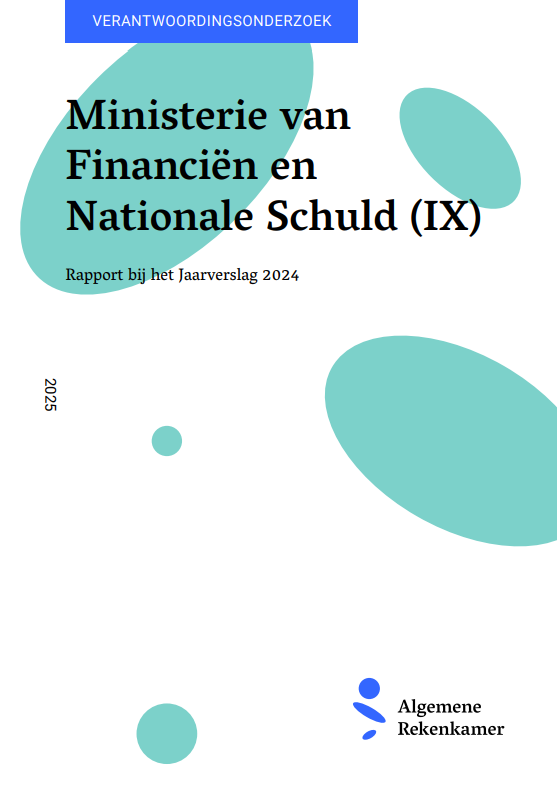 VERANTWOORDINGSONDERZOEK
Ministerie van
Financiën en
Nationale Schuld (IX)
Rapport bij het Jaarverslag 2024
2025
Algemene
Rekenkamer